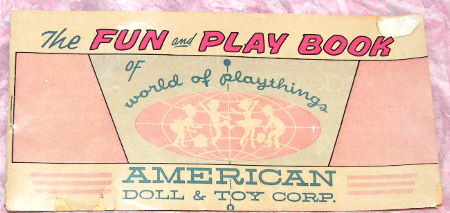 The FUN and PLAY BOOK
of
world of playthings
AMERICAN
DOLL & TOY CORP.